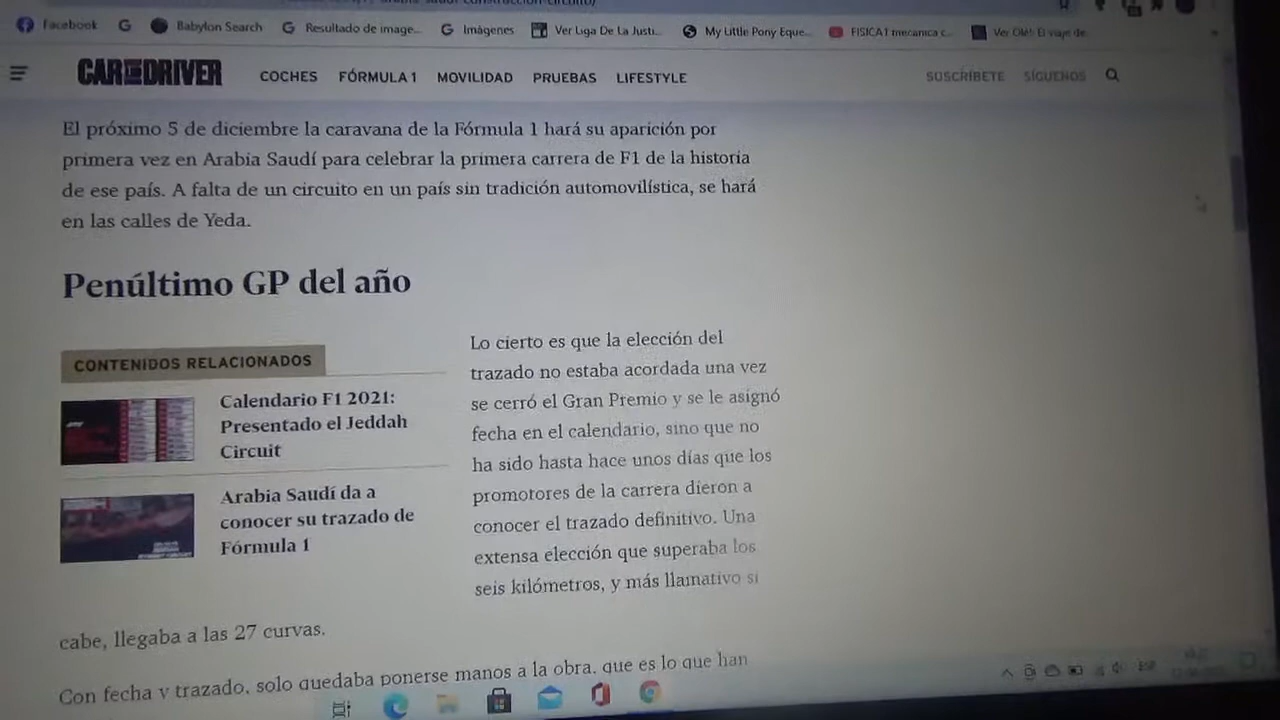 Facebook
Babylon Search
Resultado de image...
Imágenes
Ver Liga De La Justi...
My Little Pony Eque...
FISICA1 mecanica c...
Ver Olé! El viaje de
CAR AND DRIVER
COCHES
FÓRMULA 1
MOVILIDAD
PRUEBAS
LIFESTYLE
SUSCRÍBETE
SÍGUENOS
El próximo 5 de diciembre la caravana de la Fórmula 1 hará su aparición por
primera vez en Arabia Saudí para celebrar la primera carrera de F1 de la historia
de ese país. A falta de un circuito en un país sin tradición automovilística, se hará
en las calles de Yeda.
Penúltimo GP del año
CONTENIDOS RELACIONADOS
Calendario F1 2021:
Presentado el Jeddah
Circuit
Arabia Saudí da a
conocer su trazado de
Fórmula 1
Lo cierto es que la elección del
trazado no estaba acordada una vez
se cerró el Gran Premio y se le asignó
fecha en el calendario, sino que no
ha sido hasta hace unos días que los
promotores de la carrera dieron a
conocer el trazado definitivo. Una
extensa elección que superaba los
seis kilómetros, y más llamativo si
cabe, llegaba a las 27 curvas.
Con fecha y trazado, solo quedaba ponerse manos a la obra, que es lo que han
ESP